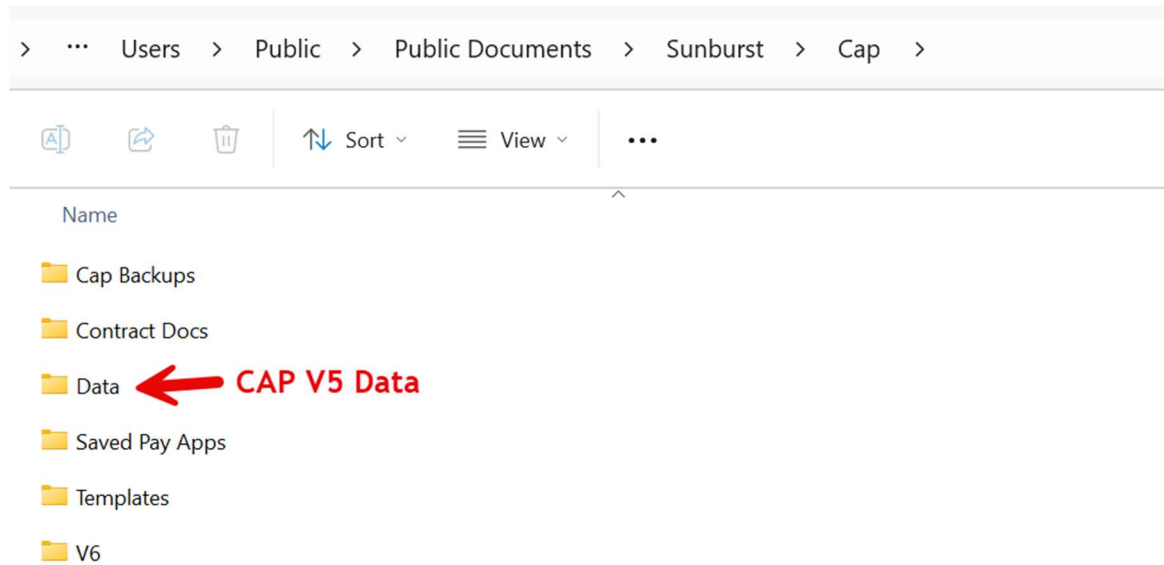 > ··· Users > Public > Public Documents > Sunburst > Cap >
Sort View ···
Name
Cap Backups
Contract Docs
Data CAP V5 Data
Saved Pay Apps
Templates
V6